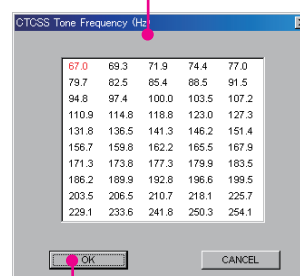 CTCSS Tone Frequency (Hz)
67.0 69.3 71.9 74.4 77.0
79.7 82.5 85.4 88.5 91.5
94.8 97.4 100.0 103.5 107.2
110.9 114.8 118.8 123.0 127.3
131.8 136.5 141.3 146.2 151.4
156.7 159.8 162.2 165.5 167.9
171.3 173.8 177.3 179.9 183.5
186.2 189.9 192.8 196.6 199.5
203.5 206.5 210.7 218.1 225.7
229.1 233.6 241.8 250.3 254.1
OK CANCEL